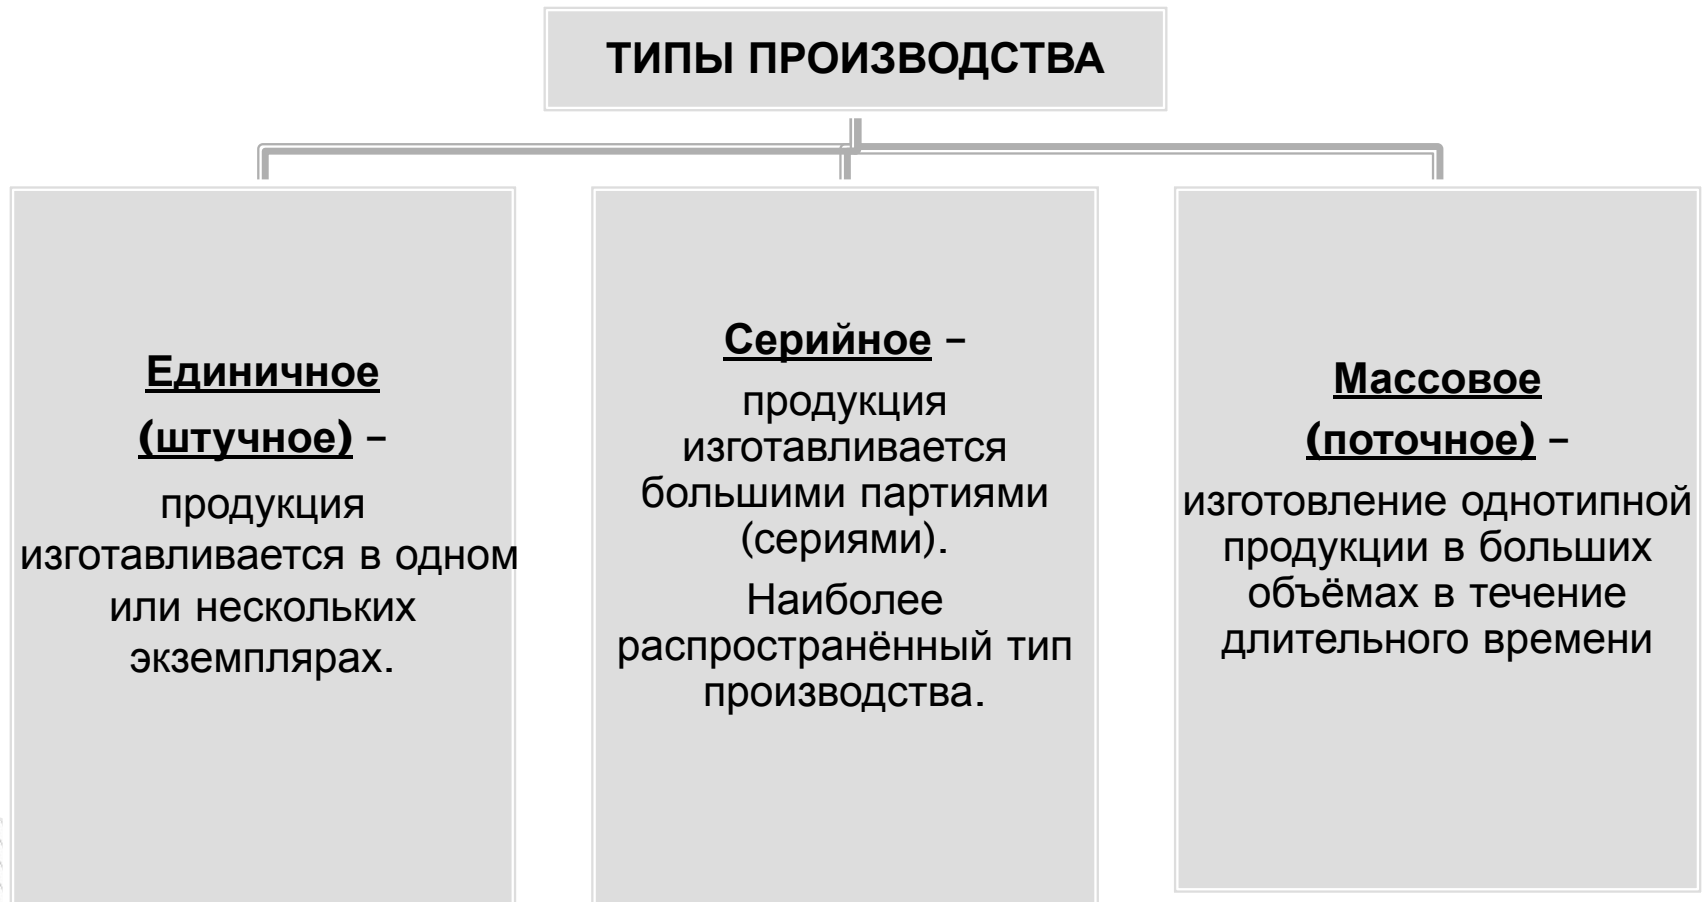 ТИПЫ ПРОИЗВОДСТВА
Единичное
(штучное) –
продукция
изготавливается в одном
или нескольких
экземплярах.
Серийное –
продукция
изготавливается
большими партиями
(сериями).
Наиболее
распространённый тип
производства.
Массовое
(поточное) –
изготовление однотипной
продукции в больших
объёмах в течение
длительного времени